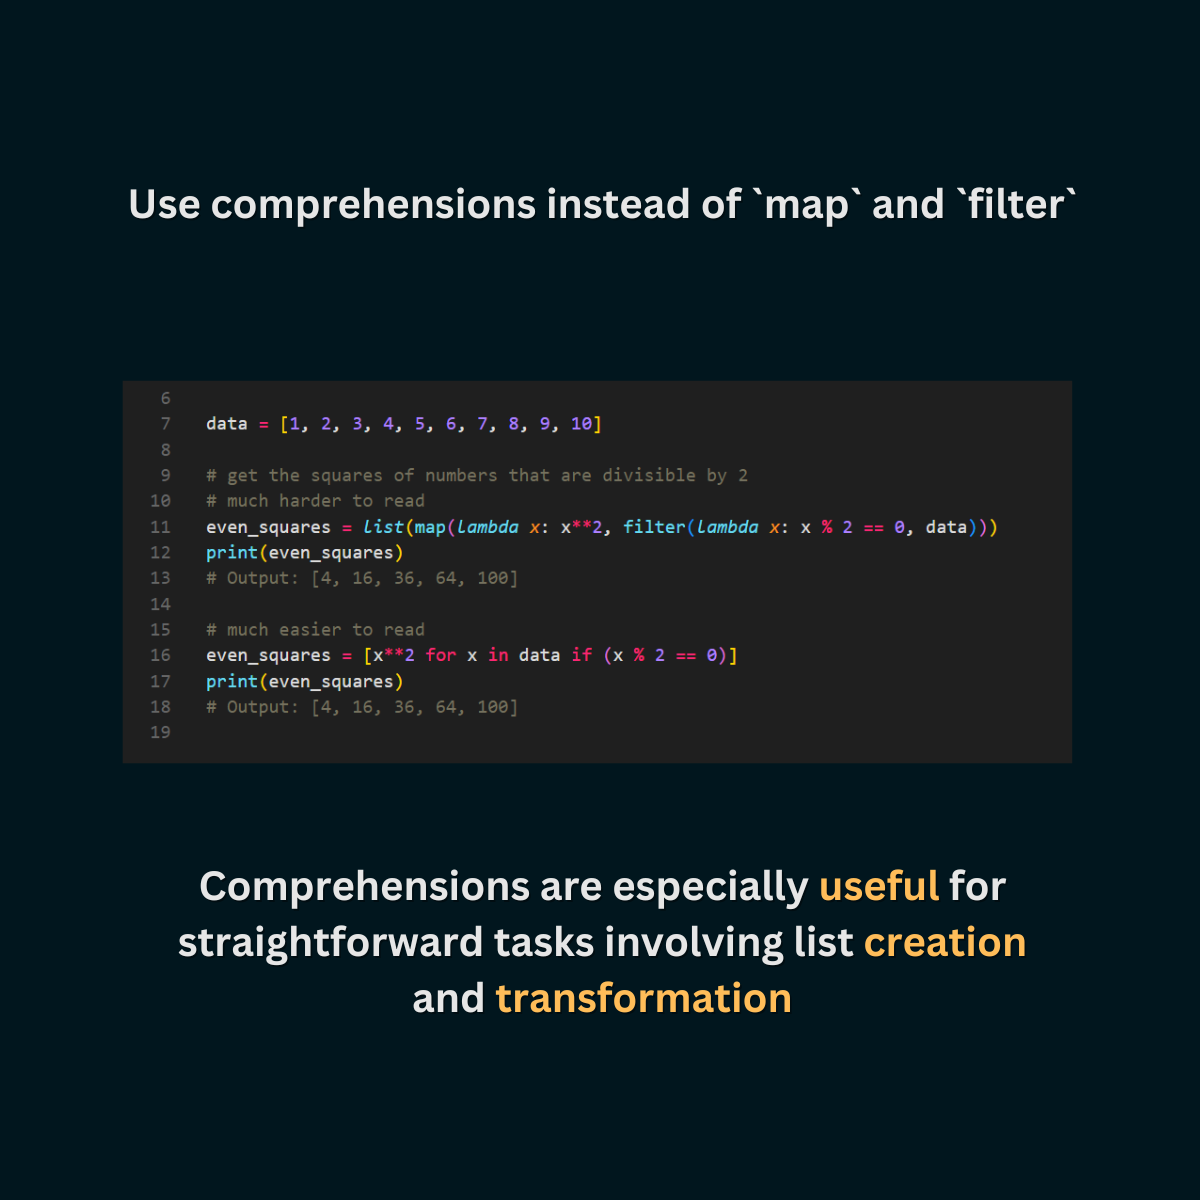 Use comprehensions instead of `map` and `filter`
6
7 data = [1, 2, 3, 4, 5, 6, 7, 8, 9, 10]
8
9 # get the squares of numbers that are divisible by 2
10 # much harder to read
11 even_squares = list(map(lambda x: x**2, filter(lambda x: x % 2 == 0, data)))
12 print(even_squares)
13 # Output: [4, 16, 36, 64, 100]
14
15 # much easier to read
16 even_squares = [x**2 for x in data if (x % 2 == 0)]
17 print(even_squares)
18 # Output: [4, 16, 36, 64, 100]
19
Comprehensions are especially useful for
straightforward tasks involving list creation
and transformation